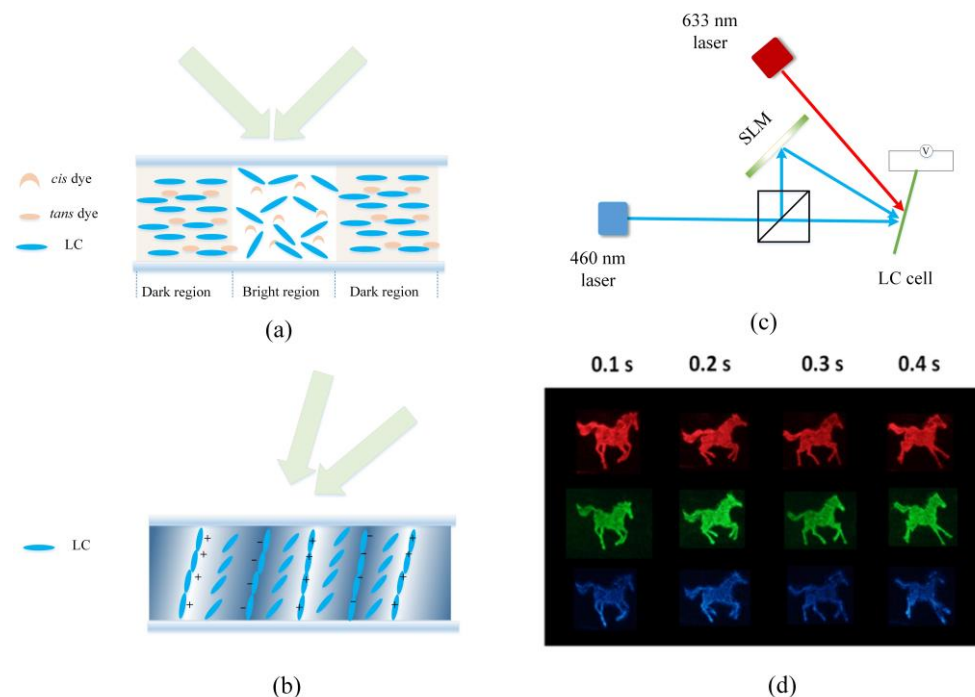 cis dye
tans dye
LC
Dark region
Bright region
Dark region
(a)
LC
+
+
+
+
-
-
-
-
+
+
+
+
-
-
-
-
+
+
+
+
(b)
633 nm
laser
SLM
V
460 nm
laser
LC cell
(c)
0.1 s
0.2 s
0.3 s
0.4 s
(d)